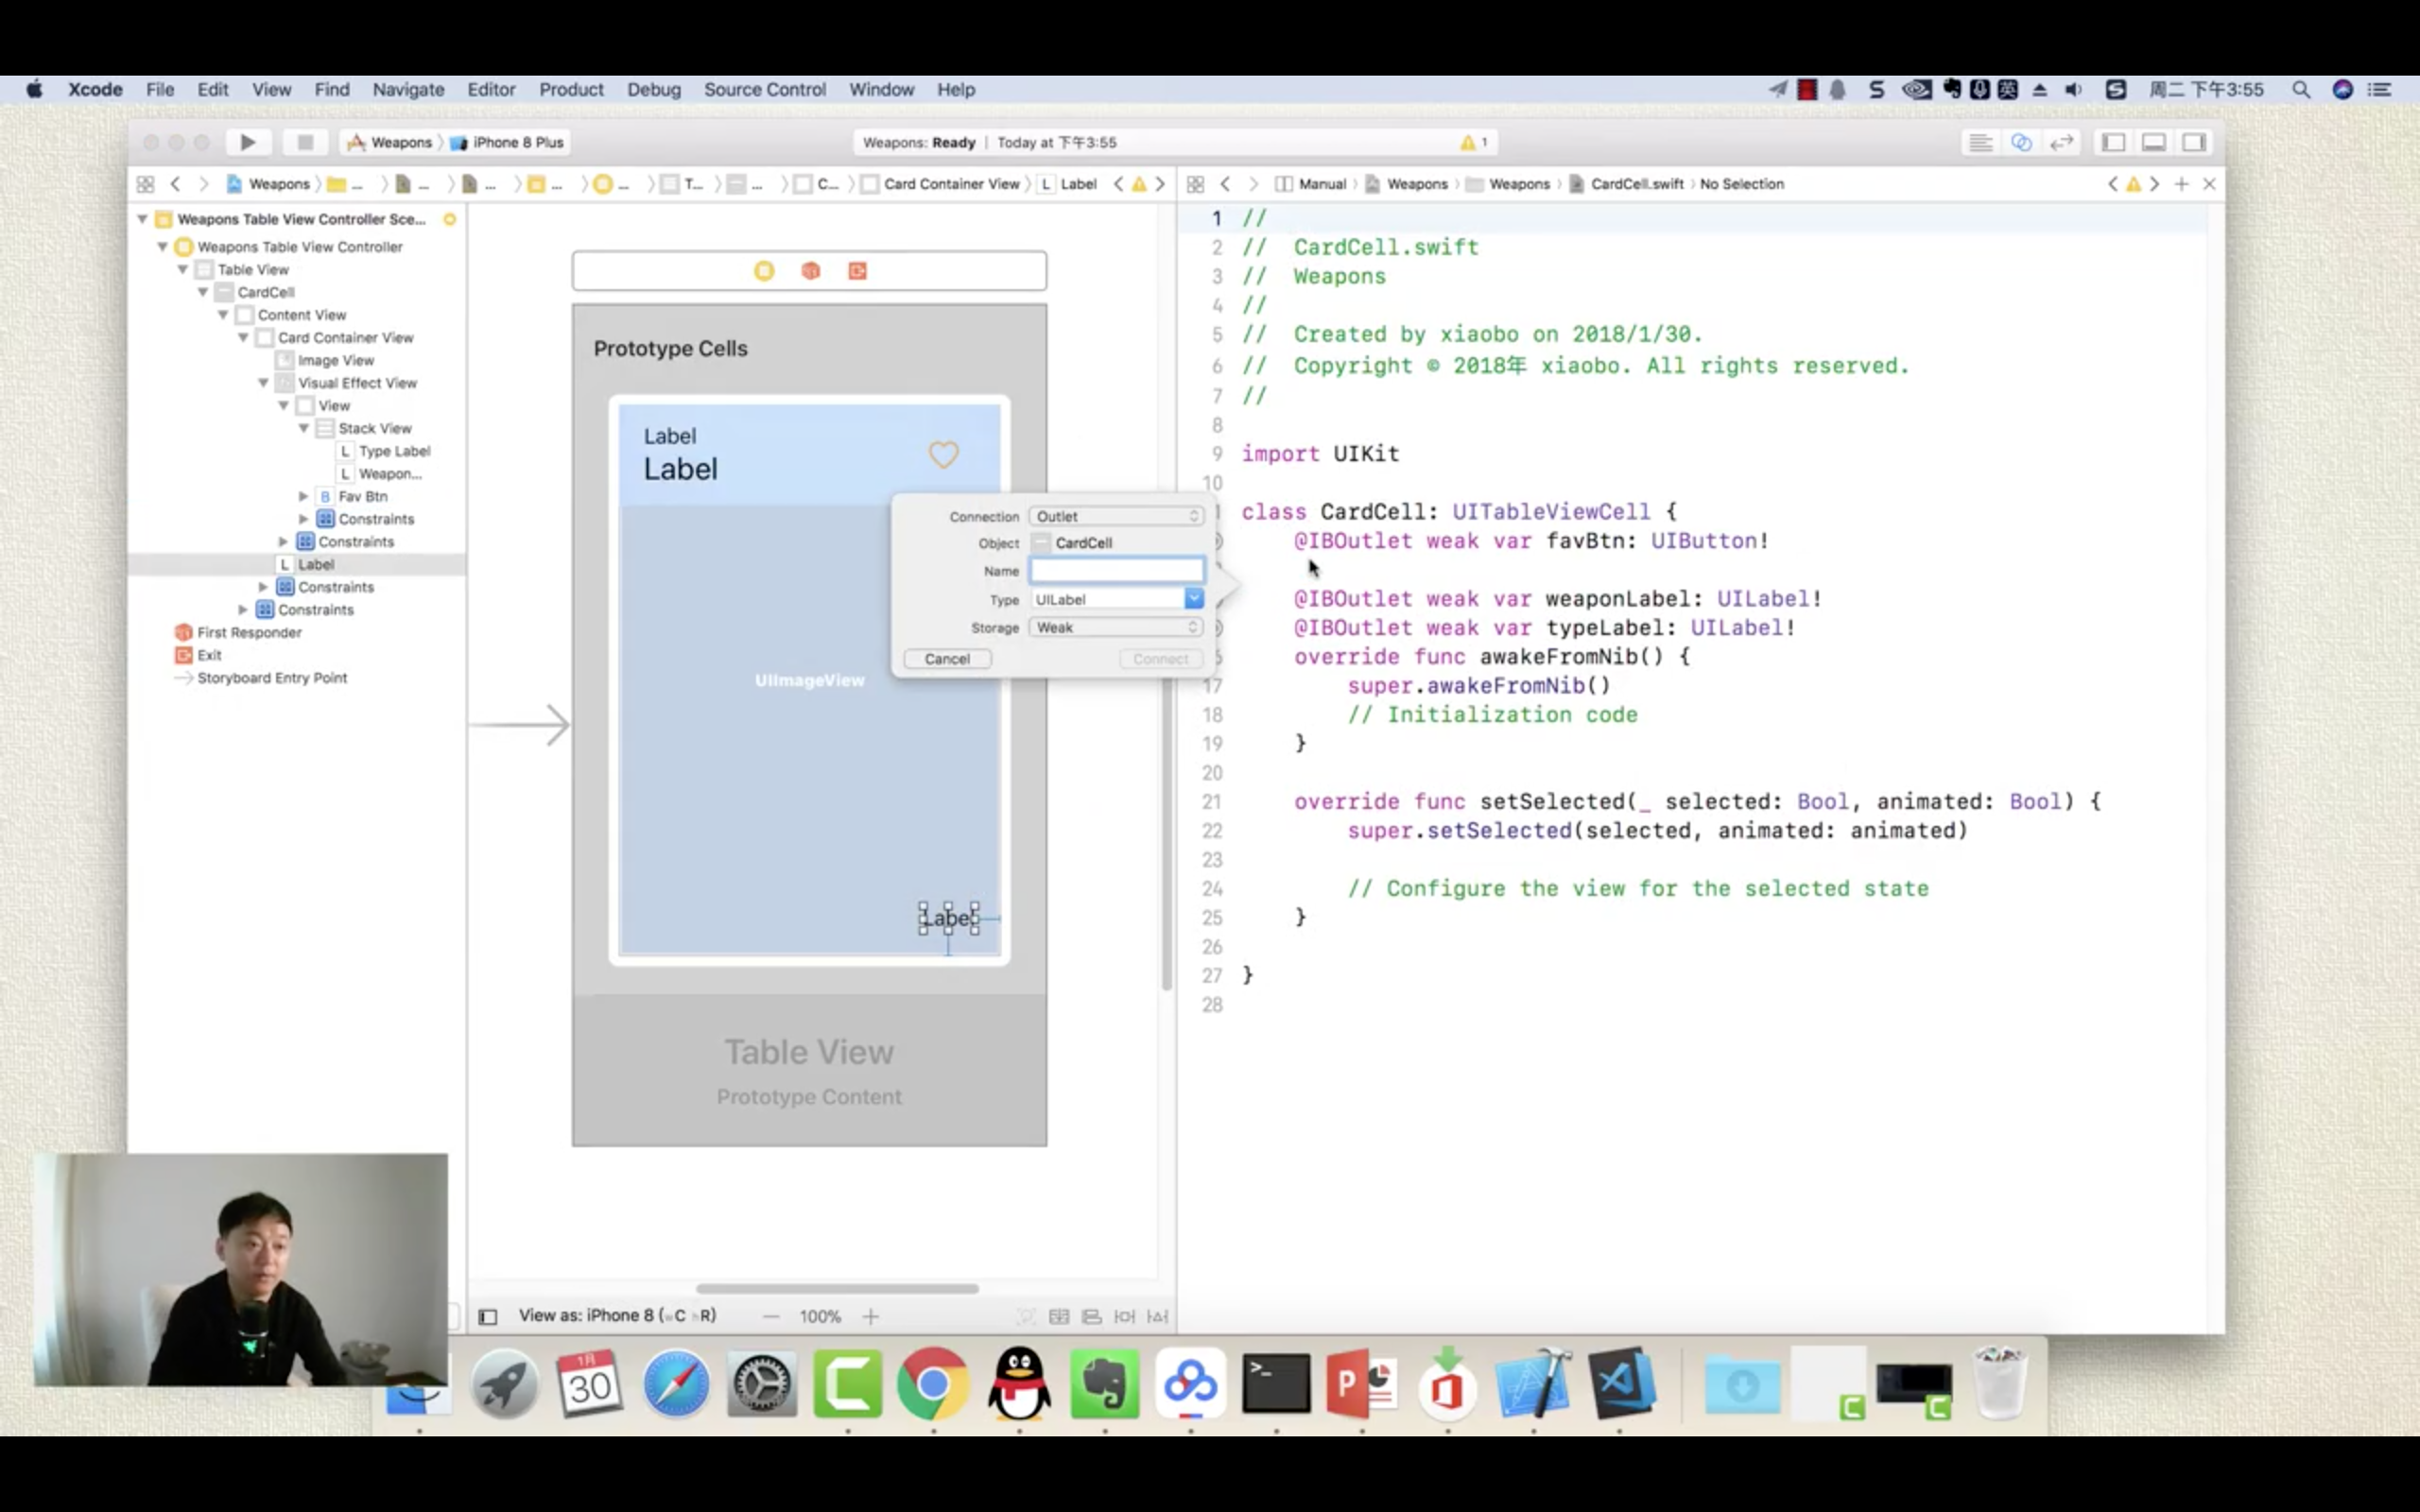 Xcode File Edit View Find Navigate Editor Product Debug Source Control Window Help 英 周二 下午3:55
Weapons iPhone 8 Plus Weapons: Ready | Today at 下午3:55 1
Weapons ... ... ... ... ... T... ... C... Card Container View L Label
Manual Weapons Weapons CardCell.swift No Selection
Weapons Table View Controller Sce...
Weapons Table View Controller
Table View
CardCell
Content View
Card Container View
Image View
Visual Effect View
View
Stack View
L Type Label
L Weapon...
B Fav Btn
Constraints
Constraints
L Label
Constraints
Constraints
First Responder
Exit
Storyboard Entry Point
Prototype Cells
Label
Label
UIImageView
Label
Table View
Prototype Content
Connection Outlet
Object CardCell
Name
Type UILabel
Storage Weak
Cancel Connect
1 //
2 // CardCell.swift
3 // Weapons
4 //
5 // Created by xiaobo on 2018/1/30.
6 // Copyright © 2018年 xiaobo. All rights reserved.
7 //
8
9 import UIKit
10
class CardCell: UITableViewCell {
@IBOutlet weak var favBtn: UIButton!
@IBOutlet weak var weaponLabel: UILabel!
@IBOutlet weak var typeLabel: UILabel!
override func awakeFromNib() {
17 super.awakeFromNib()
18 // Initialization code
19 }
20
21 override func setSelected(_ selected: Bool, animated: Bool) {
22 super.setSelected(selected, animated: animated)
23
24 // Configure the view for the selected state
25 }
26
27 }
28
View as: iPhone 8 (wC hR) — 100% +
1月
30